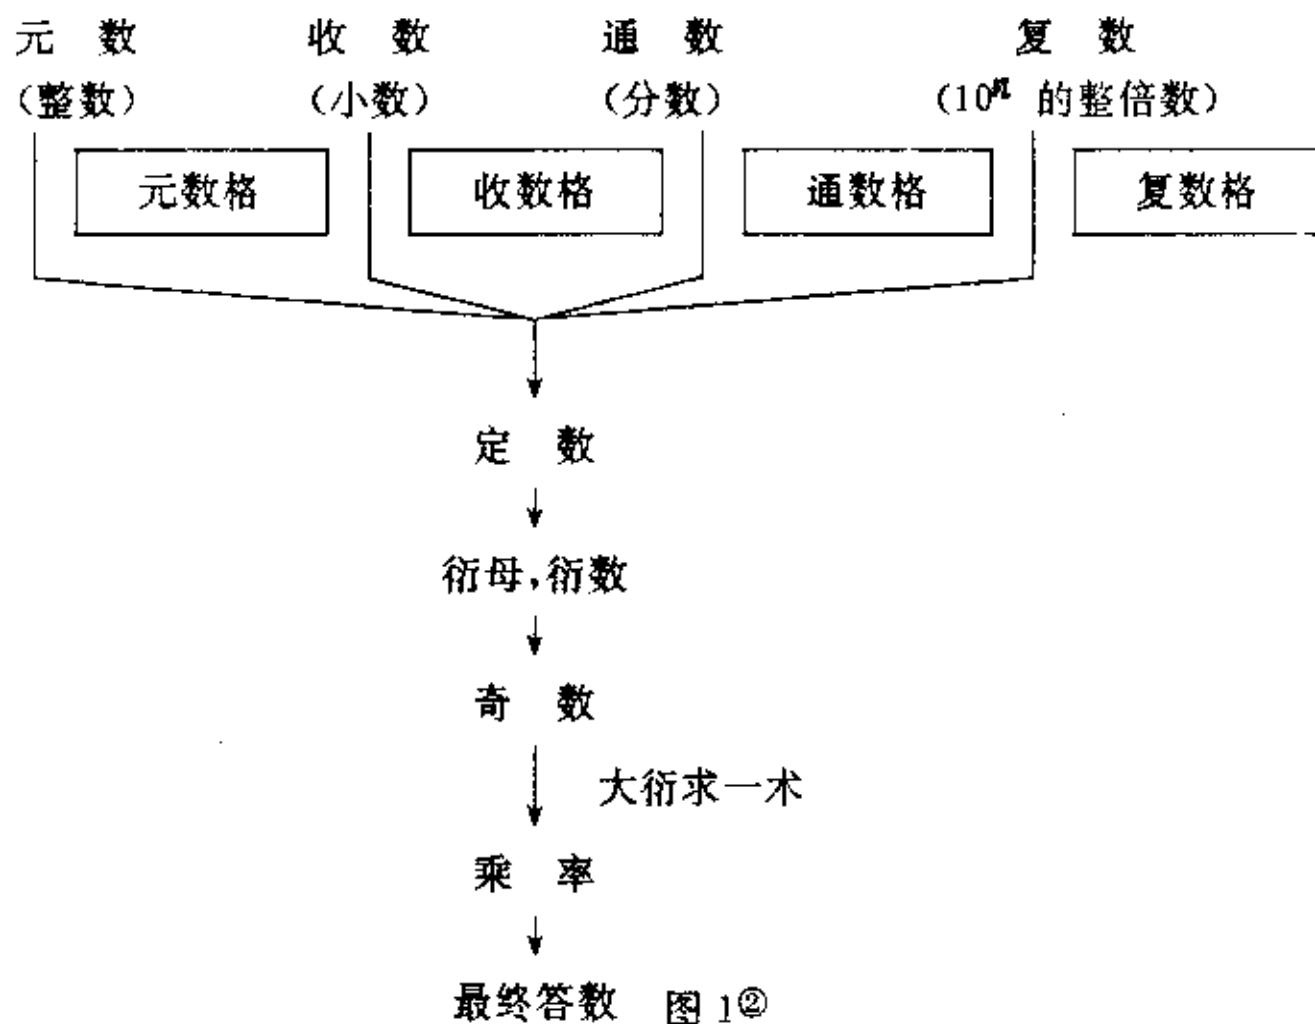 元 数 收 数 通 数 复 数
(整数) (小数) (分数) (10ⁿ 的整倍数)
元数格 收数格 通数格 复数格
定 数
衍母,衍数
奇 数
大衍求一术
乘 率
最终答数 图 1②